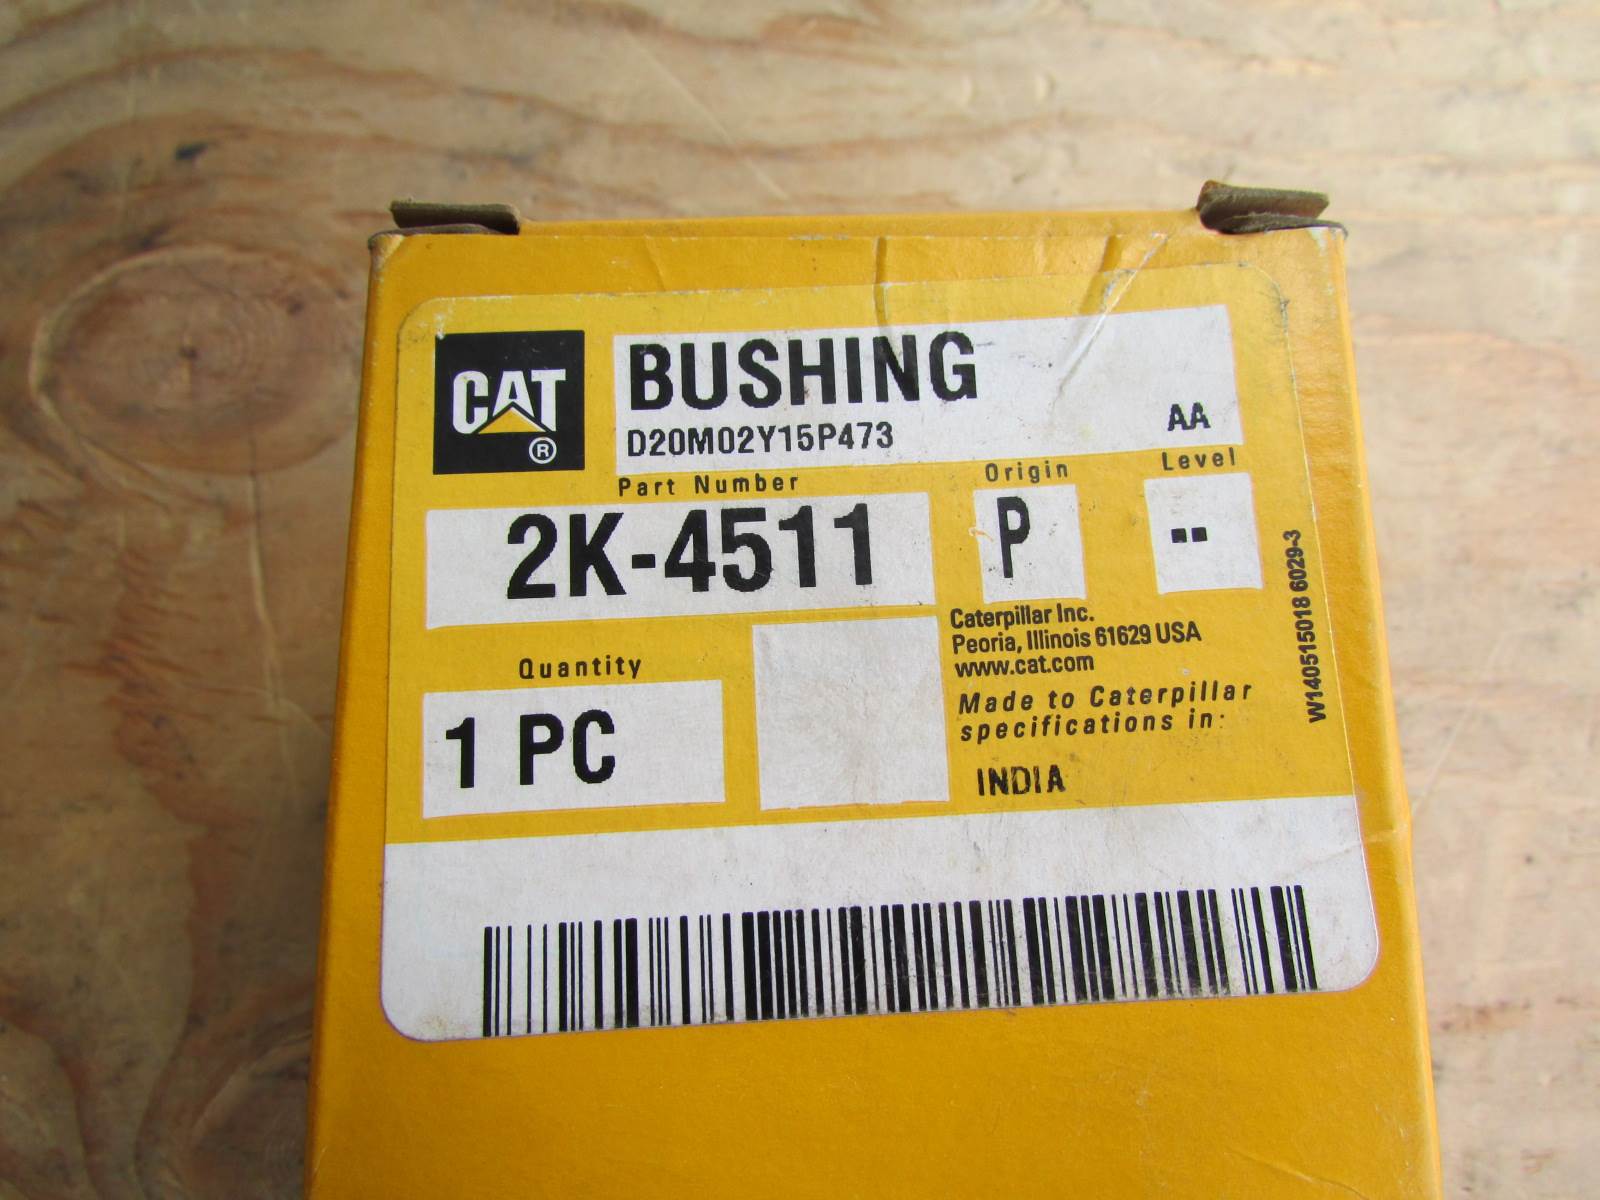 CAT
®
BUSHING
D20M02Y15P473
AA
Part Number
Origin
Level
2K-4511
P
--
Caterpillar Inc.
Peoria, Illinois 61629 USA
www.cat.com
Quantity
1 PC
Made to Caterpillar
specifications in:
INDIA
W140515018 6029-3